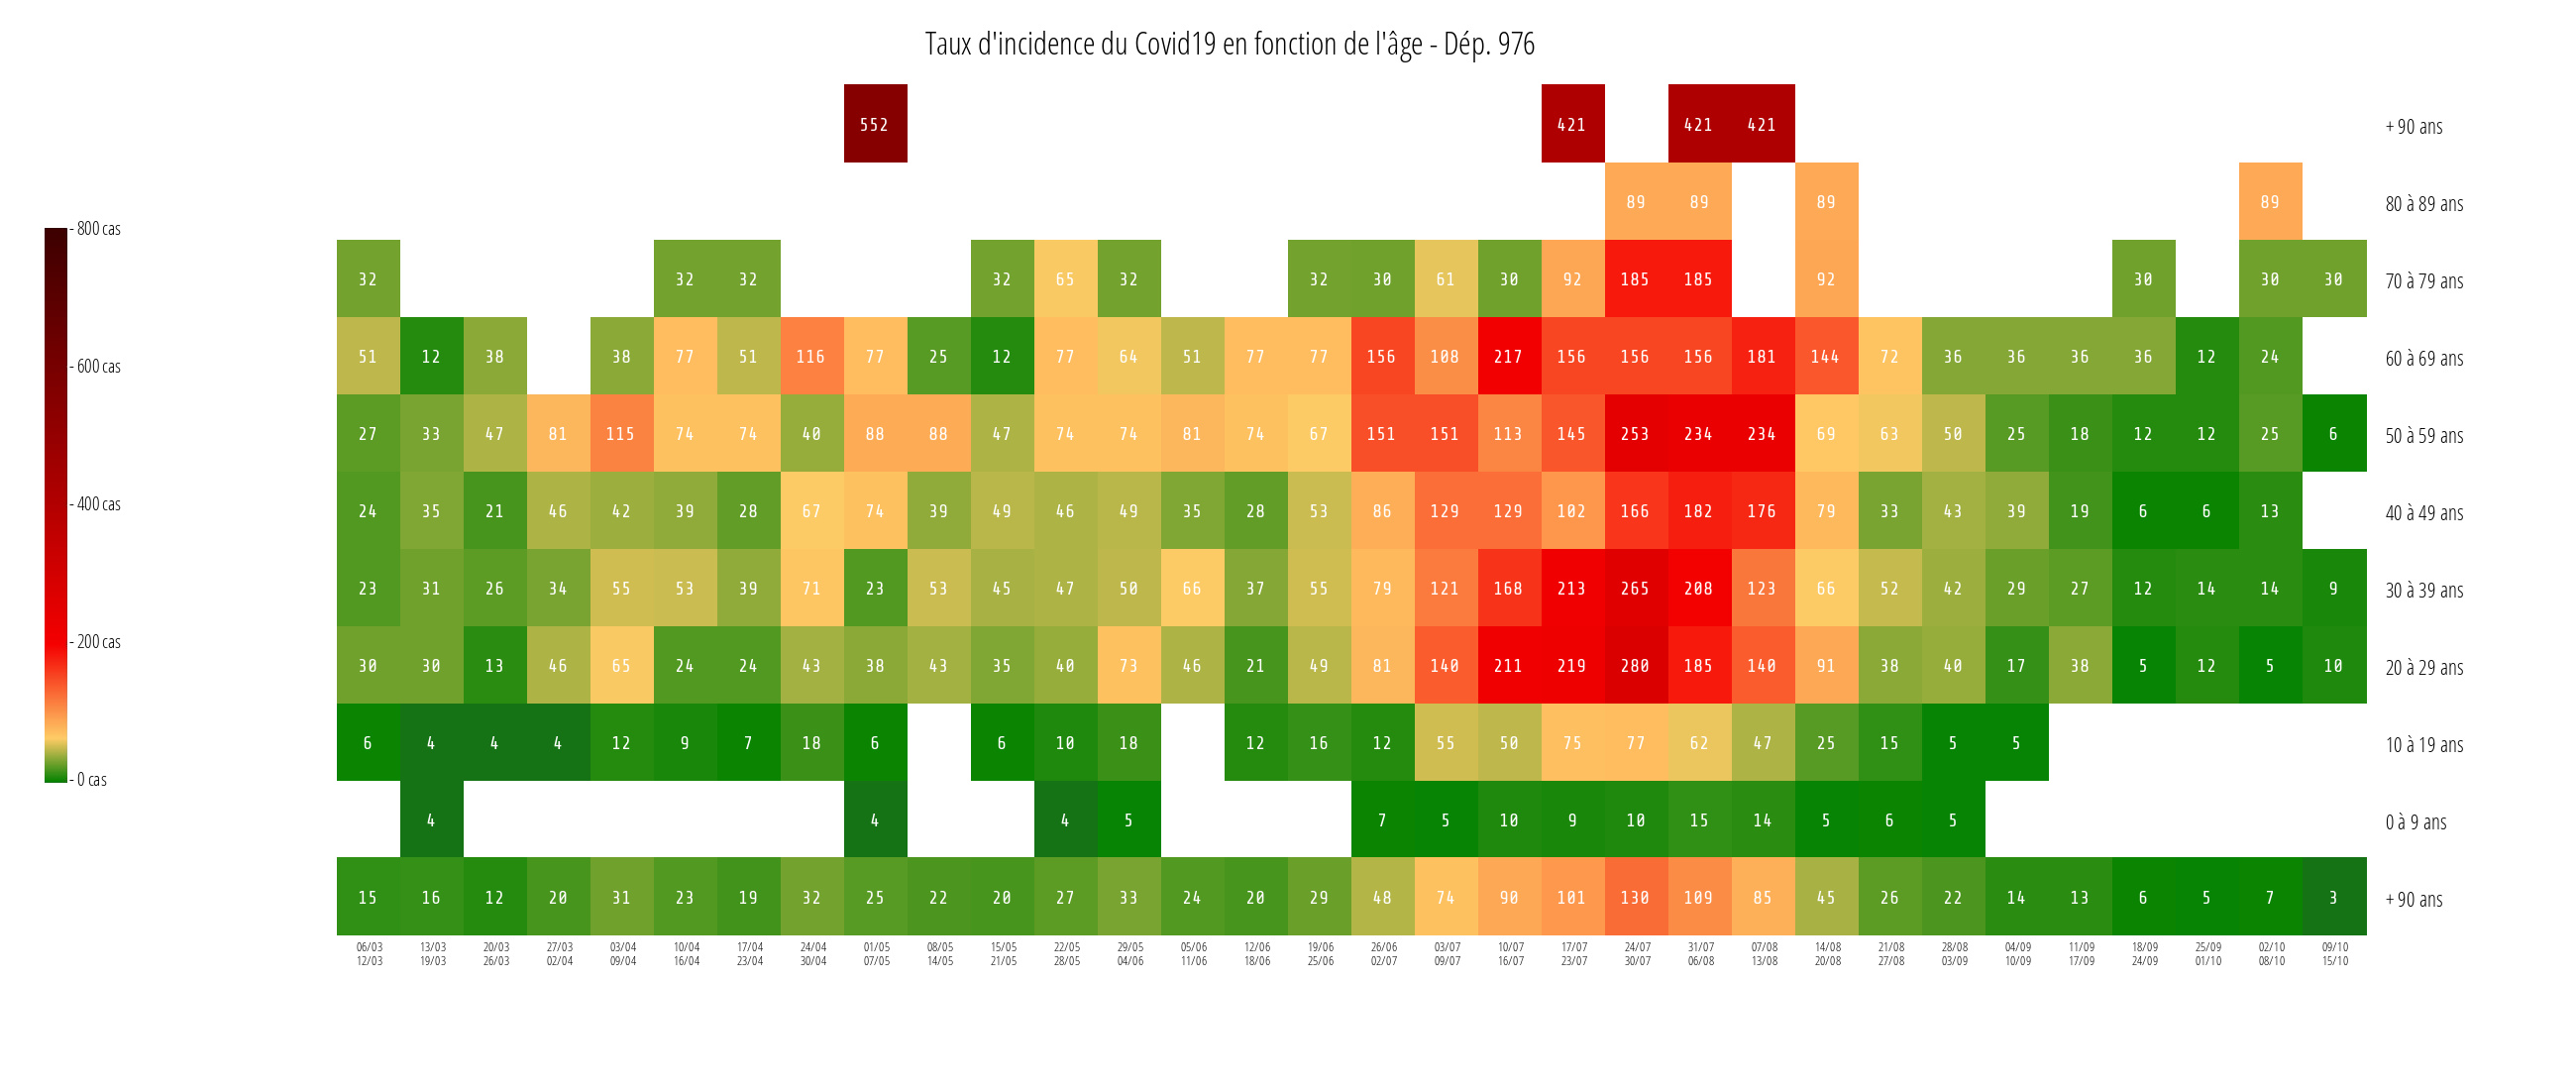 Taux d'incidence du Covid19 en fonction de l'âge - Dép. 976
552 421 421 421 + 90 ans
89 89 89 89 80 à 89 ans
- 800 cas
32 32 32 32 65 32 32 30 61 30 92 185 185 92 30 30 30 70 à 79 ans
51 12 38 38 77 51 116 77 25 12 77 64 51 77 77 156 108 217 156 156 156 181 144 72 36 36 36 36 12 24 60 à 69 ans
- 600 cas
27 33 47 81 115 74 74 40 88 88 47 74 74 81 74 67 151 151 113 145 253 234 234 69 63 50 25 18 12 12 25 6 50 à 59 ans
- 400 cas
24 35 21 46 42 39 28 67 74 39 49 46 49 35 28 53 86 129 129 102 166 182 176 79 33 43 39 19 6 6 13 40 à 49 ans
23 31 26 34 55 53 39 71 23 53 45 47 50 66 37 55 79 121 168 213 265 208 123 66 52 42 29 27 12 14 14 9 30 à 39 ans
- 200 cas
30 30 13 46 65 24 24 43 38 43 35 40 73 46 21 49 81 140 211 219 280 185 140 91 38 40 17 38 5 12 5 10 20 à 29 ans
6 4 4 4 12 9 7 18 6 6 10 18 12 16 12 55 50 75 77 62 47 25 15 5 5 10 à 19 ans
- 0 cas
4 4 4 5 7 5 10 9 10 15 14 5 6 5 0 à 9 ans
15 16 12 20 31 23 19 32 25 22 20 27 33 24 20 29 48 74 90 101 130 109 85 45 26 22 14 13 6 5 7 3 + 90 ans
06/03 13/03 20/03 27/03 03/04 10/04 17/04 24/04 01/05 08/05 15/05 22/05 29/05 05/06 12/06 19/06 26/06 03/07 10/07 17/07 24/07 31/07 07/08 14/08 21/08 28/08 04/09 11/09 18/09 25/09 02/10 09/10
12/03 19/03 26/03 02/04 09/04 16/04 23/04 30/04 07/05 14/05 21/05 28/05 04/06 11/06 18/06 25/06 02/07 09/07 16/07 23/07 30/07 06/08 13/08 20/08 27/08 03/09 10/09 17/09 24/09 01/10 08/10 15/10